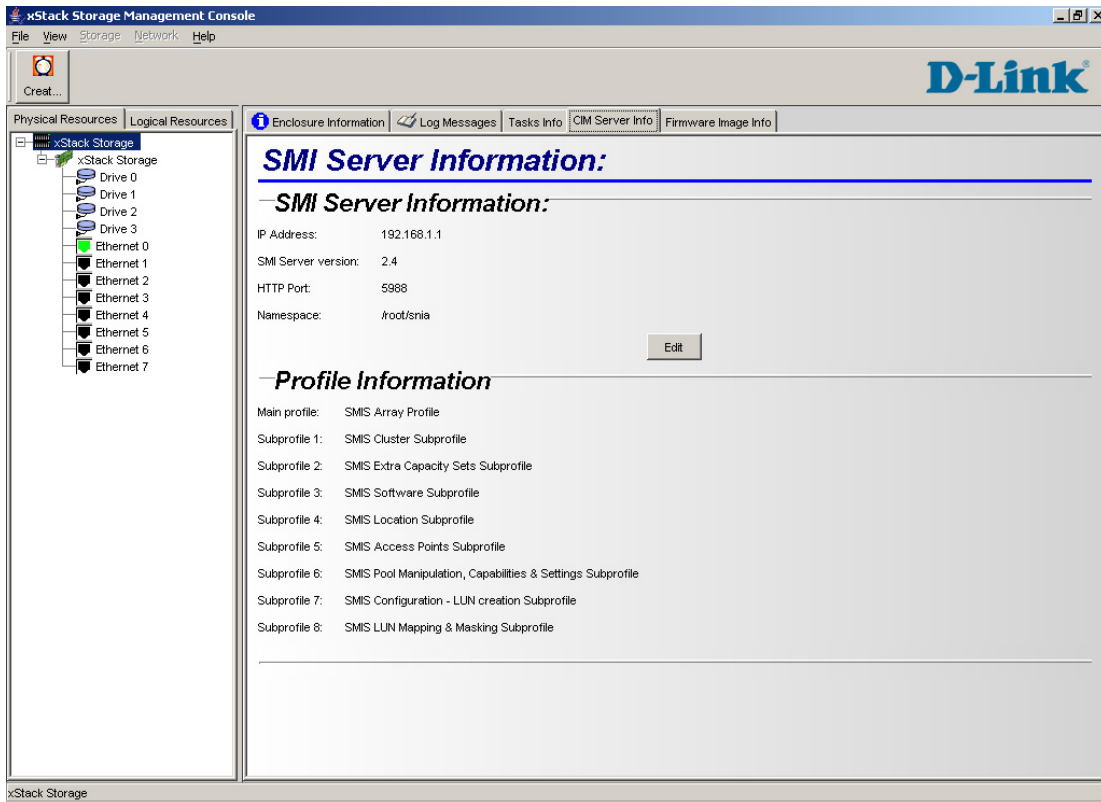 xStack Storage Management Console
File View Storage Network Help
Creat...
D-Link®
Physical Resources Logical Resources
Enclosure Information Log Messages Tasks Info CIM Server Info Firmware Image Info
xStack Storage
xStack Storage
Drive 0
Drive 1
Drive 2
Drive 3
Ethernet 0
Ethernet 1
Ethernet 2
Ethernet 3
Ethernet 4
Ethernet 5
Ethernet 6
Ethernet 7
SMI Server Information:
SMI Server Information:
IP Address: 192.168.1.1
SMI Server version: 2.4
HTTP Port: 5988
Namespace: /root/snia
Edit
Profile Information
Main profile: SMIS Array Profile
Subprofile 1: SMIS Cluster Subprofile
Subprofile 2: SMIS Extra Capacity Sets Subprofile
Subprofile 3: SMIS Software Subprofile
Subprofile 4: SMIS Location Subprofile
Subprofile 5: SMIS Access Points Subprofile
Subprofile 6: SMIS Pool Manipulation, Capabilities & Settings Subprofile
Subprofile 7: SMIS Configuration - LUN creation Subprofile
Subprofile 8: SMIS LUN Mapping & Masking Subprofile
xStack Storage